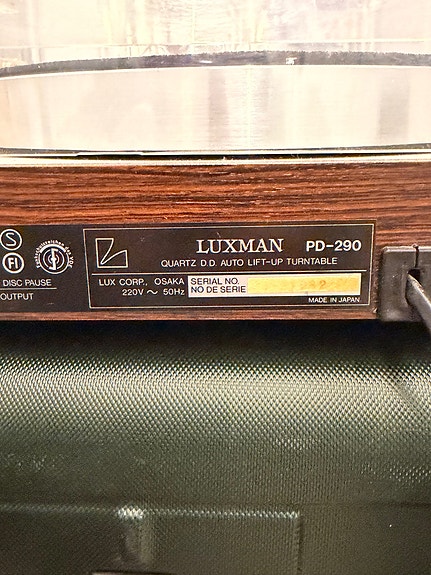 S
FI
DISC PAUSE
OUTPUT
LUXMAN PD-290
QUARTZ D.D. AUTO LIFT-UP TURNTABLE
LUX CORP., OSAKA
220V ~ 50Hz
SERIAL NO.
NO DE SERIE
MADE IN JAPAN